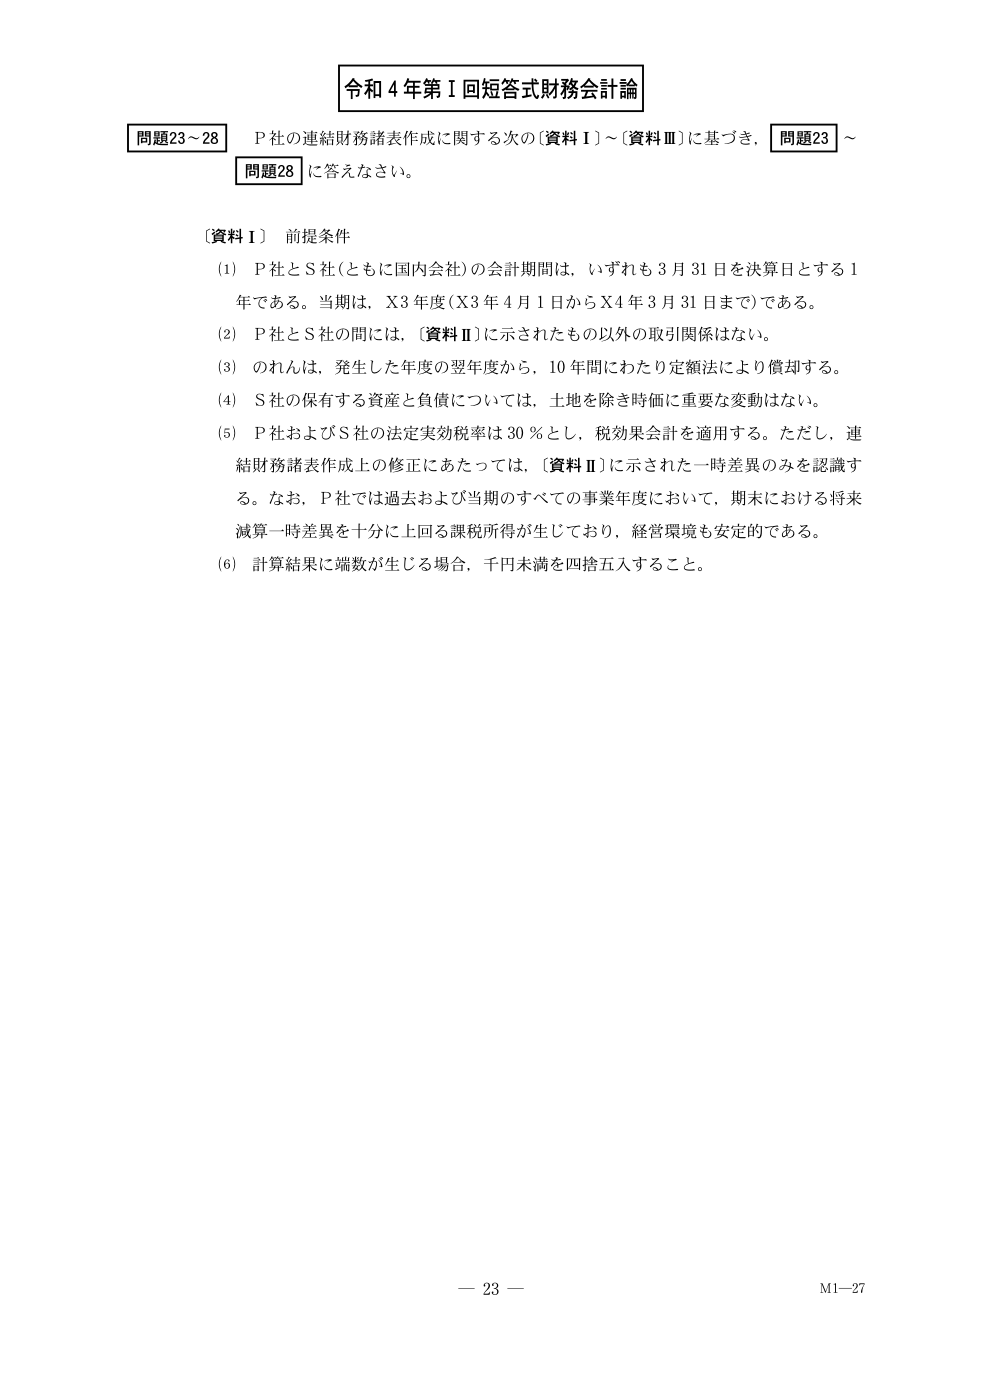 令和４年第Ⅰ回短答式財務会計論
問題23～28　Ｐ社の連結財務諸表作成に関する次の〔資料Ⅰ〕～〔資料Ⅲ〕に基づき，問題23～
問題28に答えなさい。
〔資料Ⅰ〕　前提条件
⑴　Ｐ社とＳ社(ともに国内会社)の会計期間は，いずれも３月 31 日を決算日とする１
年である。当期は，Ｘ3 年度(Ｘ3 年４月１日からＸ4 年３月 31 日まで)である。
⑵　Ｐ社とＳ社の間には，〔資料Ⅱ〕に示されたもの以外の取引関係はない。
⑶　のれんは，発生した年度の翌年度から，10 年間にわたり定額法により償却する。
⑷　Ｓ社の保有する資産と負債については，土地を除き時価に重要な変動はない。
⑸　Ｐ社およびＳ社の法定実効税率は 30 ％とし，税効果会計を適用する。ただし，連
結財務諸表作成上の修正にあたっては，〔資料Ⅱ〕に示された一時差異のみを認識す
る。なお，Ｐ社では過去および当期のすべての事業年度において，期末における将来
減算一時差異を十分に上回る課税所得が生じており，経営環境も安定的である。
⑹　計算結果に端数が生じる場合，千円未満を四捨五入すること。
― 23 ―
M1―27